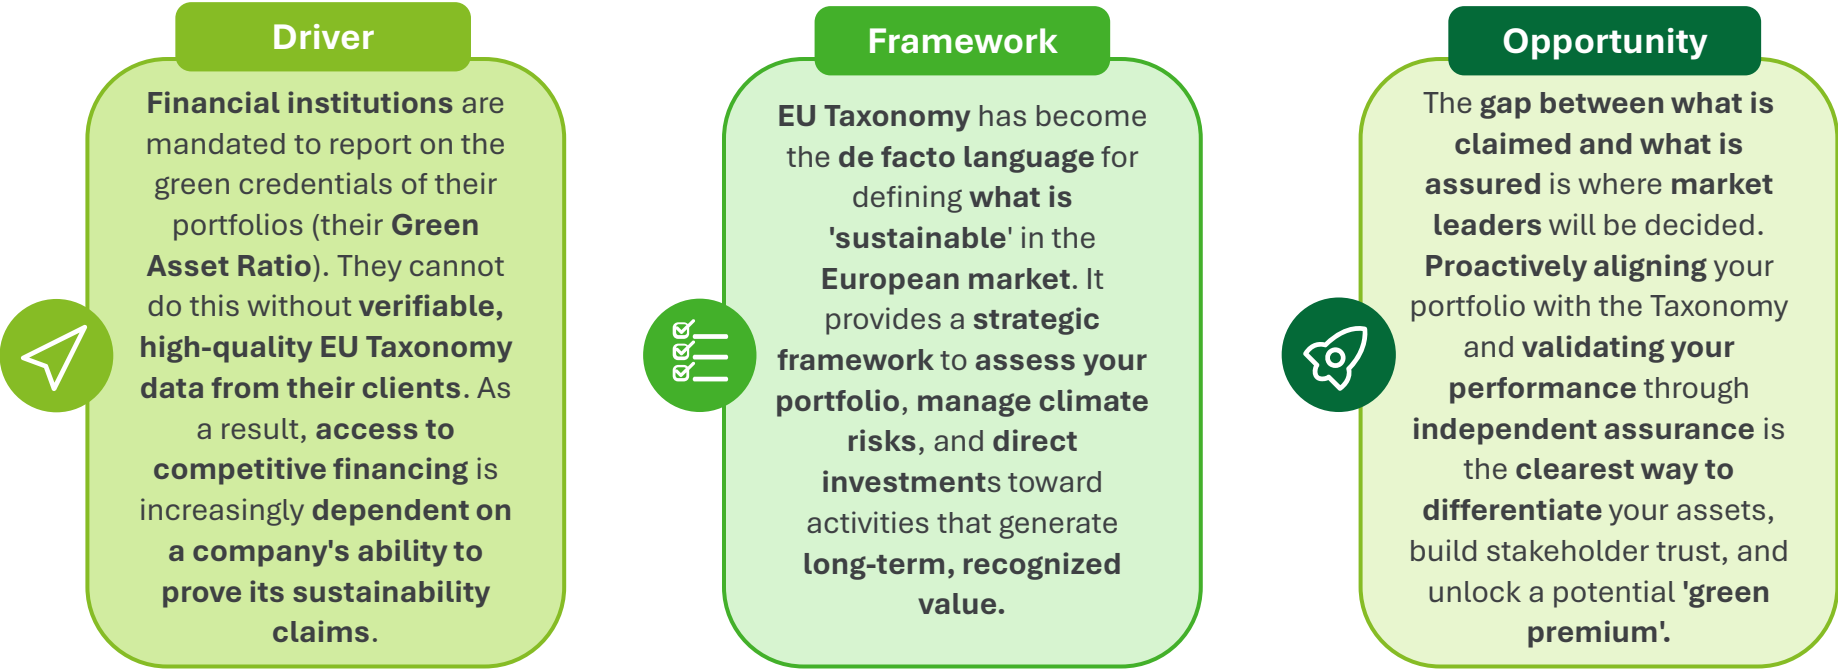 Driver
Financial institutions are
mandated to report on the
green credentials of their
portfolios (their Green
Asset Ratio). They cannot
do this without verifiable,
high-quality EU Taxonomy
data from their clients. As
a result, access to
competitive financing is
increasingly dependent on
a company's ability to
prove its sustainability
claims.
Framework
EU Taxonomy has become
the de facto language for
defining what is
'sustainable' in the
European market. It
provides a strategic
framework to assess your
portfolio, manage climate
risks, and direct
investments toward
activities that generate
long-term, recognized
value.
Opportunity
The gap between what is
claimed and what is
assured is where market
leaders will be decided.
Proactively aligning your
portfolio with the Taxonomy
and validating your
performance through
independent assurance is
the clearest way to
differentiate your assets,
build stakeholder trust, and
unlock a potential 'green
premium'.